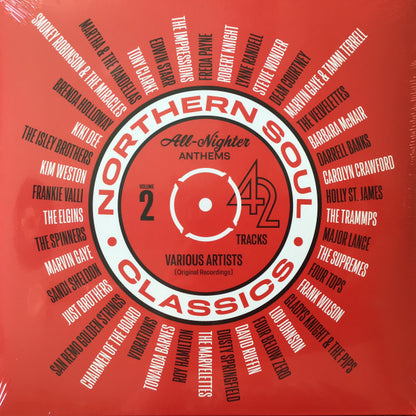 NORTHERN SOUL
• CLASSICS •
All-Nighter
ANTHEMS
VOLUME
2
42
TRACKS
VARIOUS ARTISTS
(Original Recordings)
THE IMPRESSIONS
FREDA PAYNE
ROBERT KNIGHT
LYNNE RANDELL
STEVIE WONDER
DEAN COURTNEY
MARVIN GAYE & TAMMI TERRELL
THE VELVELETTES
BARBARA McNAIR
DARRELL BANKS
CAROLYN CRAWFORD
HOLLY ST. JAMES
THE TRAMMPS
MAJOR LANCE
THE SUPREMES
FOUR TOPS
FRANK WILSON
GLADYS KNIGHT & THE PIPS
LOU JOHNSON
YOUR BELOW ZERO
DAVID RUFFIN
DUSTY SPRINGFIELD
THE MARVELETTES
ROY HAMILTON
TOWANDA BARNES
VIBRATIONS
CHAIRMEN OF THE BOARD
SAN REMO GOLDEN STRINGS
JUST BROTHERS
SANDI SHELDON
MARVIN GAYE
THE SPINNERS
THE ELGINS
FRANKIE VALLI
KIM WESTON
THE ISLEY BROTHERS
KIKI DEE
BRENDA HOLLOWAY
SMOKEY ROBINSON & THE MIRACLES
MARTHA & THE VANDELLAS
TONY CLARKE
EDWIN STARR